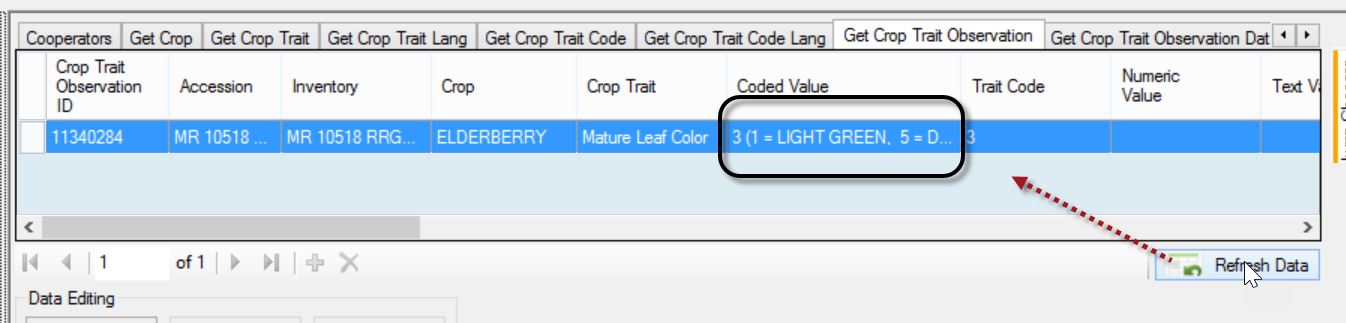 Cooperators Get Crop Get Crop Trait Get Crop Trait Lang Get Crop Trait Code Get Crop Trait Code Lang Get Crop Trait Observation Get Crop Trait Observation Dat
Crop Trait
Observation
ID
Accession
Inventory
Crop
Crop Trait
Coded Value
Trait Code
Numeric
Value
Text
11340284 MR 10518 ... MR 10518 RRG... ELDERBERRY Mature Leaf Color 3 (1 = LIGHT GREEN, 5 = D... 3
1 of 1
Refresh Data
Data Editing